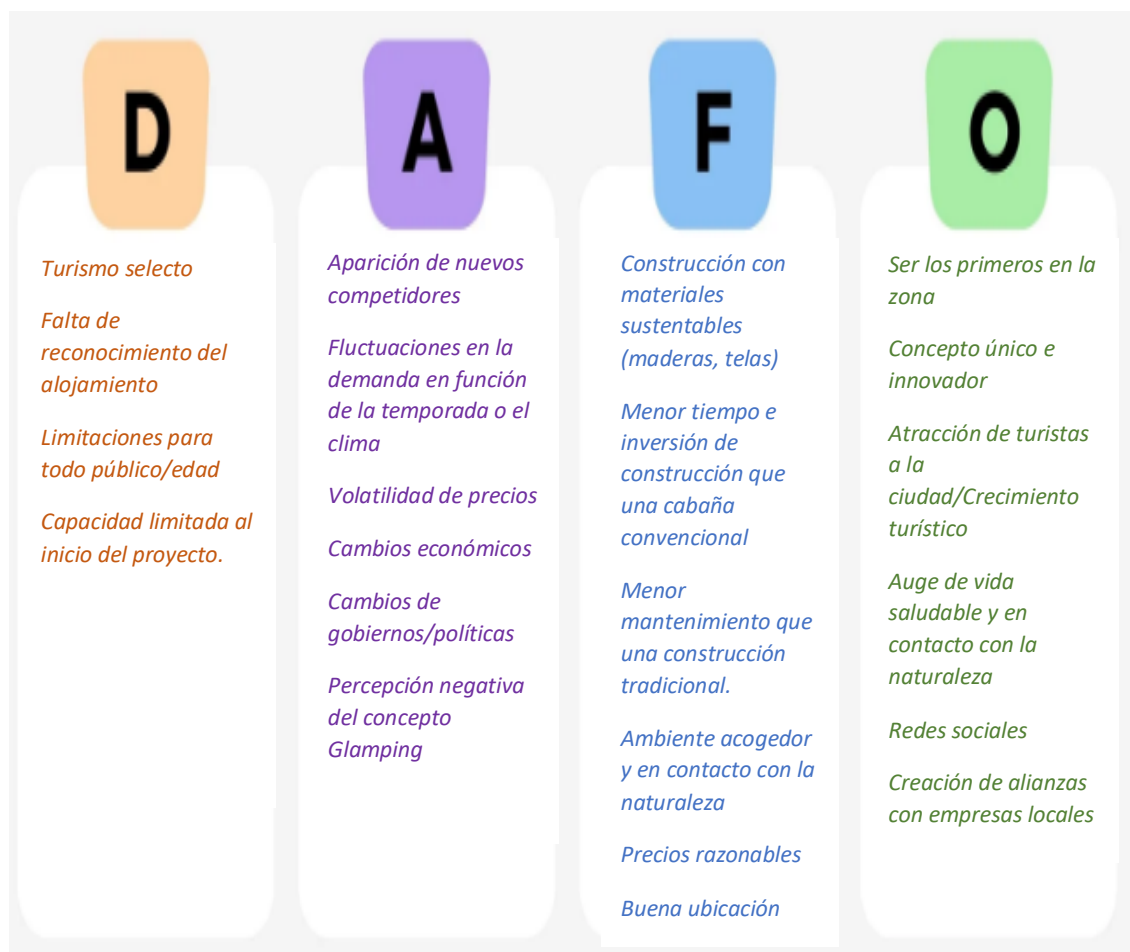 D
Turismo selecto
Falta de
reconocimiento del
alojamiento
Limitaciones para
todo público/edad
Capacidad limitada al
inicio del proyecto.
A
Aparición de nuevos
competidores
Fluctuaciones en la
demanda en función
de la temporada o el
clima
Volatilidad de precios
Cambios económicos
Cambios de
gobiernos/políticas
Percepción negativa
del concepto
Glamping
F
Construcción con
materiales
sustentables
(maderas, telas)
Menor tiempo e
inversión de
construcción que
una cabaña
convencional
Menor
mantenimiento que
una construcción
tradicional.
Ambiente acogedor
y en contacto con la
naturaleza
Precios razonables
Buena ubicación
O
Ser los primeros en la
zona
Concepto único e
innovador
Atracción de turistas
a la
ciudad/Crecimiento
turístico
Auge de vida
saludable y en
contacto con la
naturaleza
Redes sociales
Creación de alianzas
con empresas locales